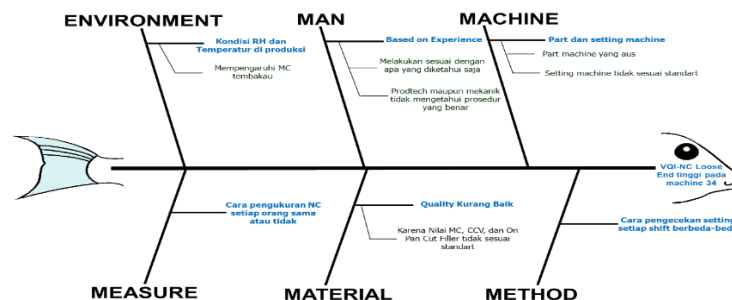 ENVIRONMENT
MAN
MACHINE
Kondisi RH dan
Temperatur di produksi
Mempengaruhi MC
tembakau
Based on Experience
Melakukan sesuai dengan
apa yang diketahui saja
Prodtech maupun mekanik
tidak mengetahui prosedur
yang benar
Part dan setting machine
Part machine yang aus
Setting machine tidak sesuai standart
VQI-NC Loose
End tinggi pada
machine 34
Cara pengukuran NC
setiap orang sama
atau tidak
Quality Kurang Baik
Karena Nilai MC, CCV, dan On
Pan Cut Filler tidak sesuai
standart
Cara pengecekan setting
setiap shift berbeda-bed
MEASURE
MATERIAL
METHOD